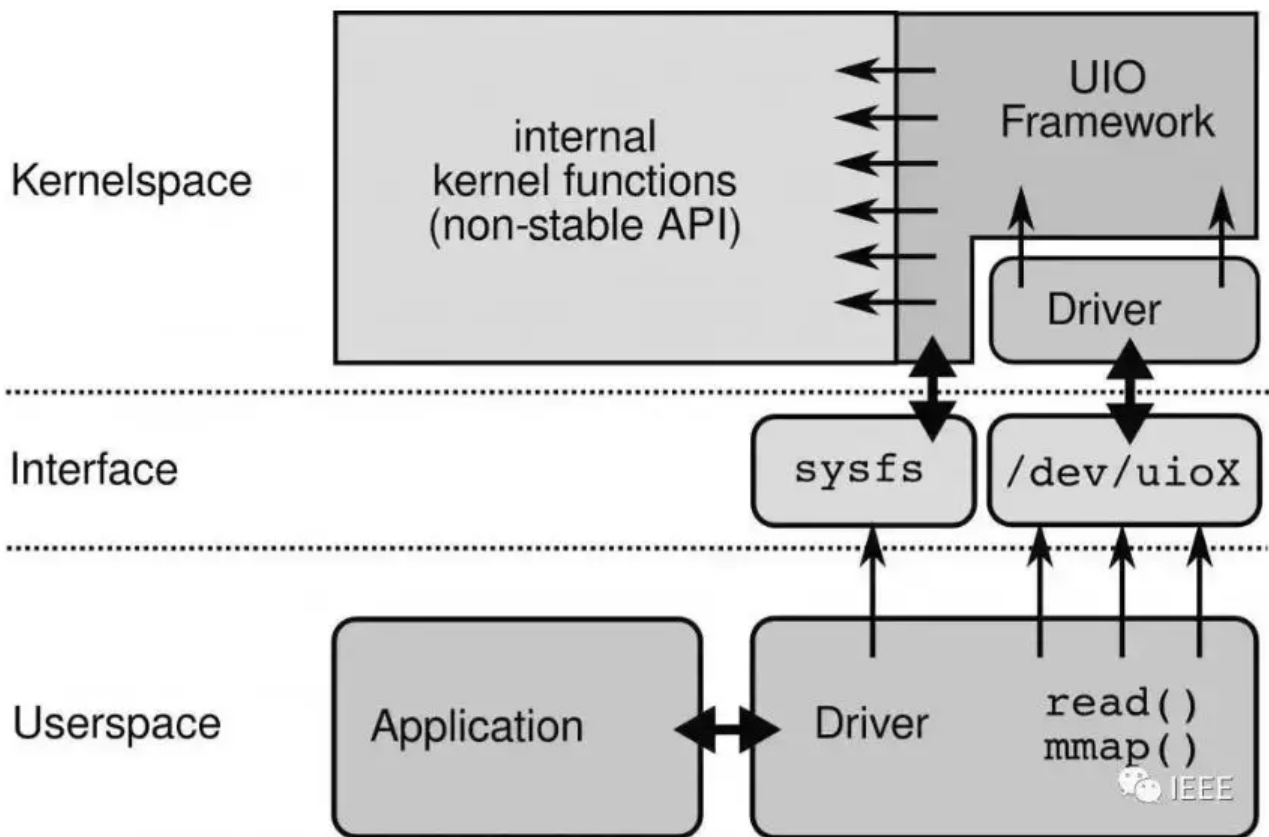 Kernelspace
internal
kernel functions
(non-stable API)
UIO
Framework
Driver
Interface
sysfs
/dev/uioX
Userspace
Application
Driver
read()
mmap()
IEEE